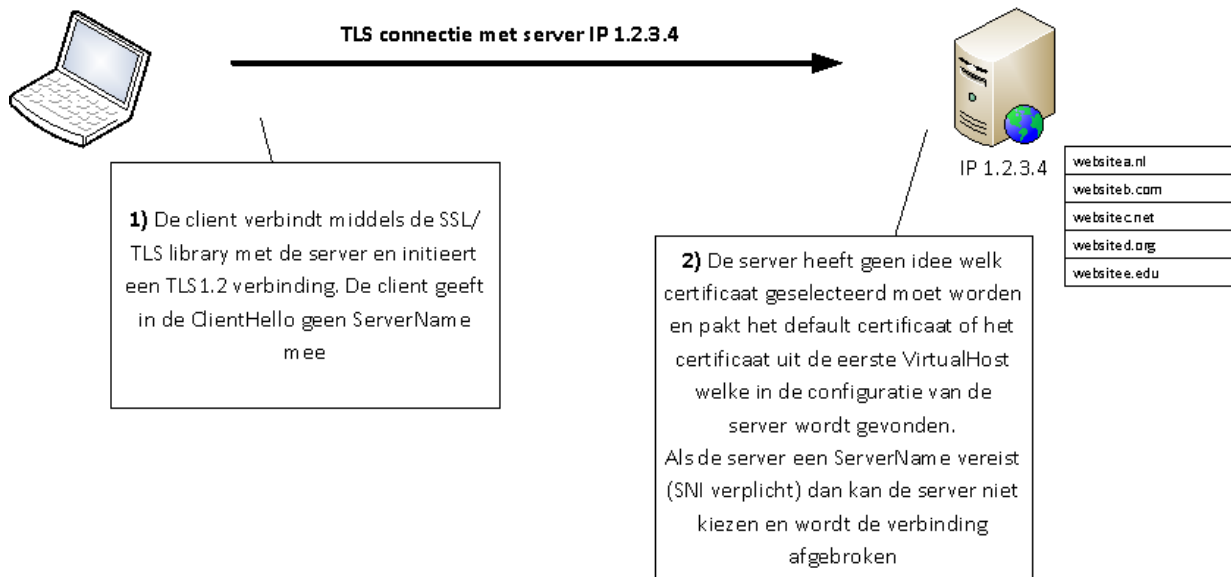 TLS connectie met server IP 1.2.3.4
1) De client verbindt middels de SSL/
TLS library met de server en initieert
een TLS1.2 verbinding. De client geeft
in de ClientHello geen ServerName
mee
IP 1.2.3.4
websitea.nl
websiteb.com
websitec.net
websited.org
websitee.edu
2) De server heeft geen idee welk
certificaat geselecteerd moet worden
en pakt het default certificaat of het
certificaat uit de eerste VirtualHost
welke in de configuratie van de
server wordt gevonden.
Als de server een ServerName vereist
(SNI verplicht) dan kan de server niet
kiezen en wordt de verbinding
afgebroken